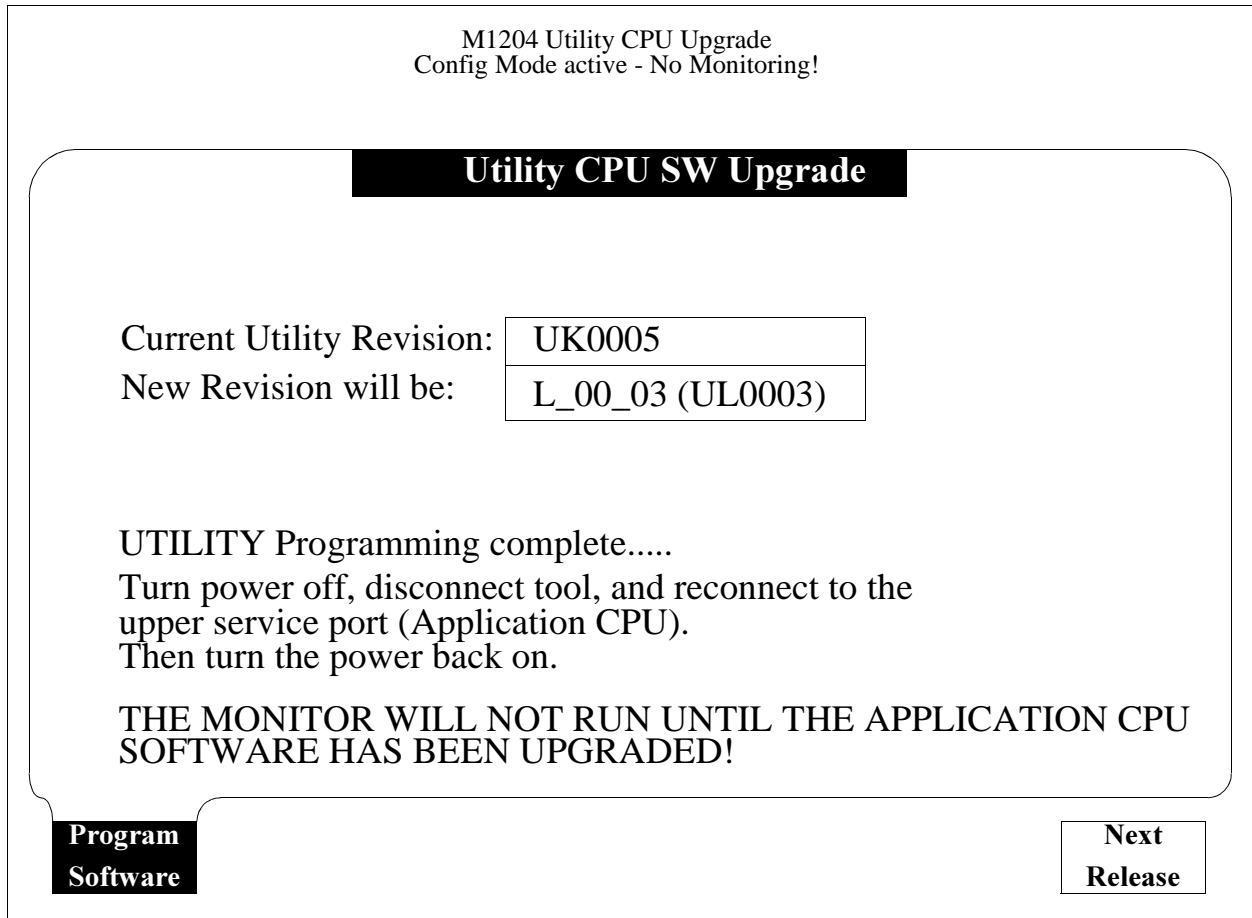 M1204 Utility CPU Upgrade
Config Mode active - No Monitoring!
Utility CPU SW Upgrade
Current Utility Revision: UK0005
New Revision will be: L_00_03 (UL0003)
UTILITY Programming complete.....
Turn power off, disconnect tool, and reconnect to the
upper service port (Application CPU).
Then turn the power back on.
THE MONITOR WILL NOT RUN UNTIL THE APPLICATION CPU
SOFTWARE HAS BEEN UPGRADED!
Program
Software
Next
Release